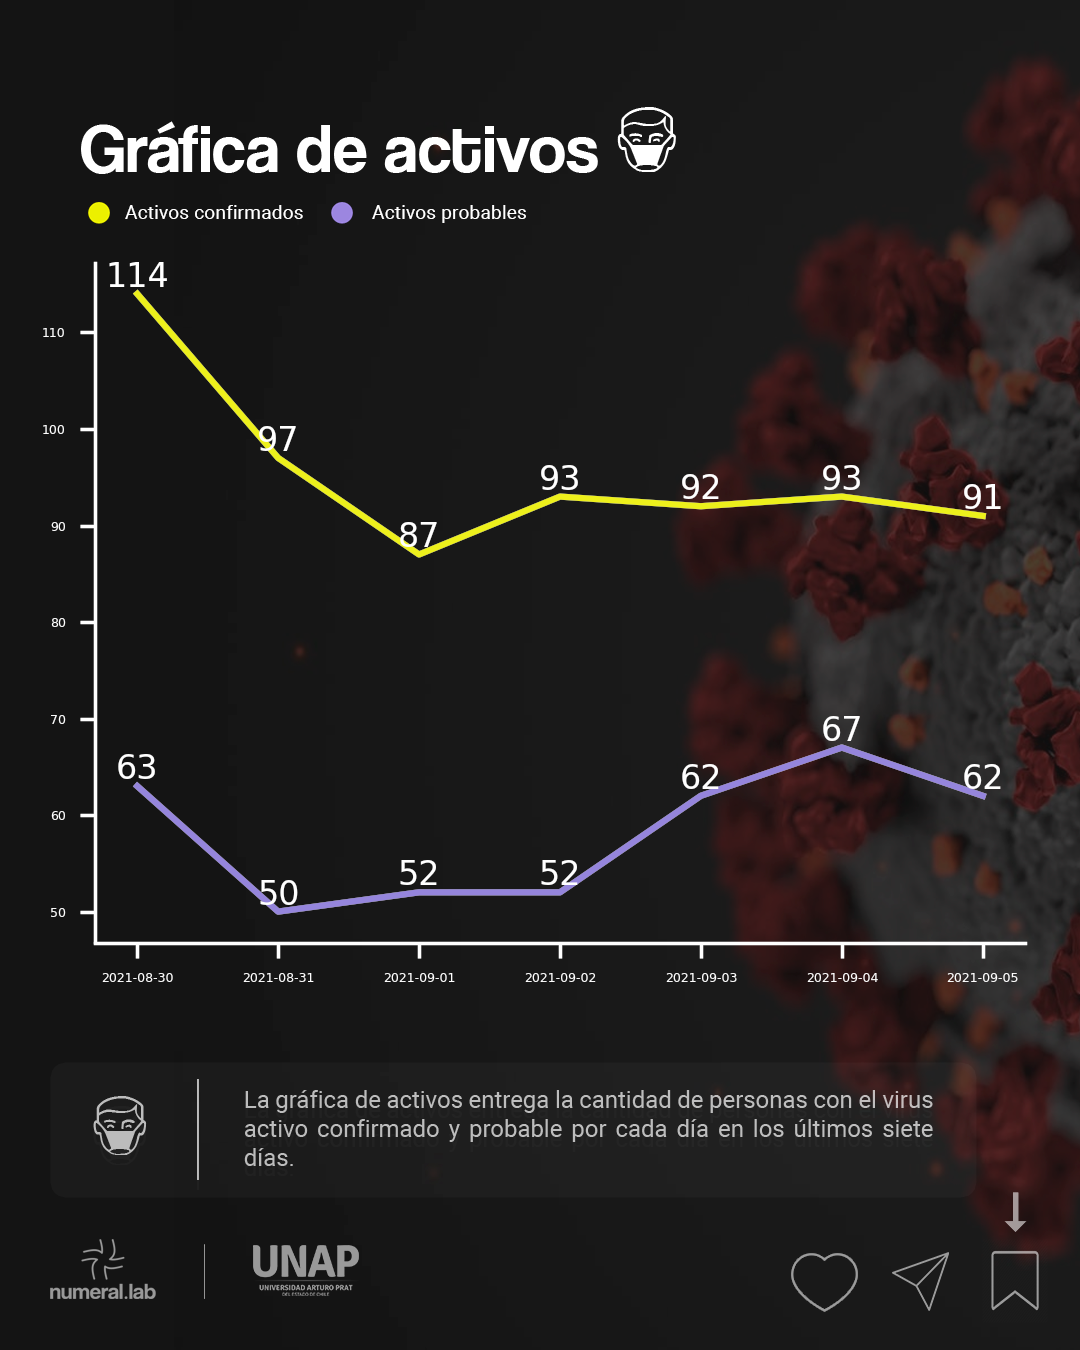 Gráfica de activos
Activos confirmados Activos probables
114
110
100
97
93
92
93
91
90
87
80
70
67
63
62
62
60
52
52
50
50
2021-08-30 2021-08-31 2021-09-01 2021-09-02 2021-09-03 2021-09-04 2021-09-05
La gráfica de activos entrega la cantidad de personas con el virus
activo confirmado y probable por cada día en los últimos siete
días.
numeral.lab
UNAP
UNIVERSIDAD ARTURO PRAT
DEL ESTADO DE CHILE